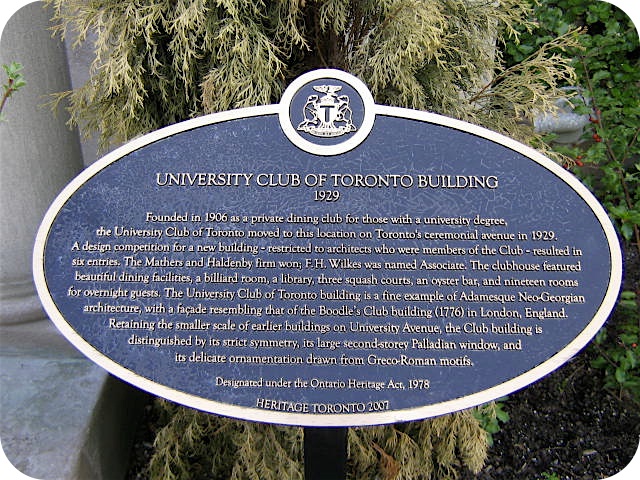 T
UNIVERSITY CLUB OF TORONTO BUILDING
1929
Founded in 1906 as a private dining club for those with a university degree,
the University Club of Toronto moved to this location on Toronto's ceremonial avenue in 1929.
A design competition for a new building - restricted to architects who were members of the Club - resulted in
six entries. The Mathers and Haldenby firm won; F.H. Wilkes was named Associate. The clubhouse featured
beautiful dining facilities, a billiard room, a library, three squash courts, an oyster bar, and nineteen rooms
for overnight guests. The University Club of Toronto building is a fine example of Adamesque Neo-Georgian
architecture, with a façade resembling that of the Boodle's Club building (1776) in London, England.
Retaining the smaller scale of earlier buildings on University Avenue, the Club building is
distinguished by its strict symmetry, its large second-storey Palladian window, and
its delicate ornamentation drawn from Greco-Roman motifs.
Designated under the Ontario Heritage Act, 1978
HERITAGE TORONTO 2007